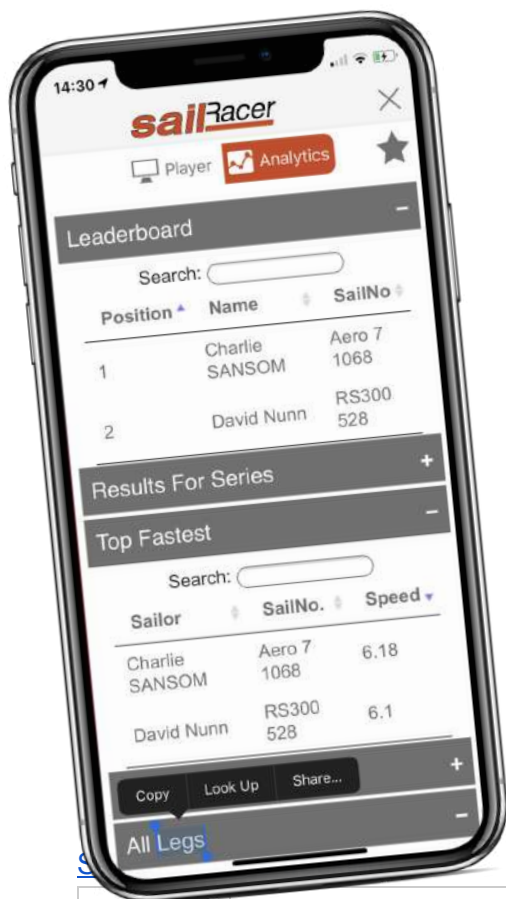 14:30
sailRacer
Player Analytics
Leaderboard −
Search:
Position Name SailNo
1 Charlie SANSOM Aero 7 1068
2 David Nunn RS300 528
Results For Series +
Top Fastest −
Search:
Sailor SailNo. Speed
Charlie SANSOM Aero 7 1068 6.18
David Nunn RS300 528 6.1
+
Copy Look Up Share...
All Legs −
S